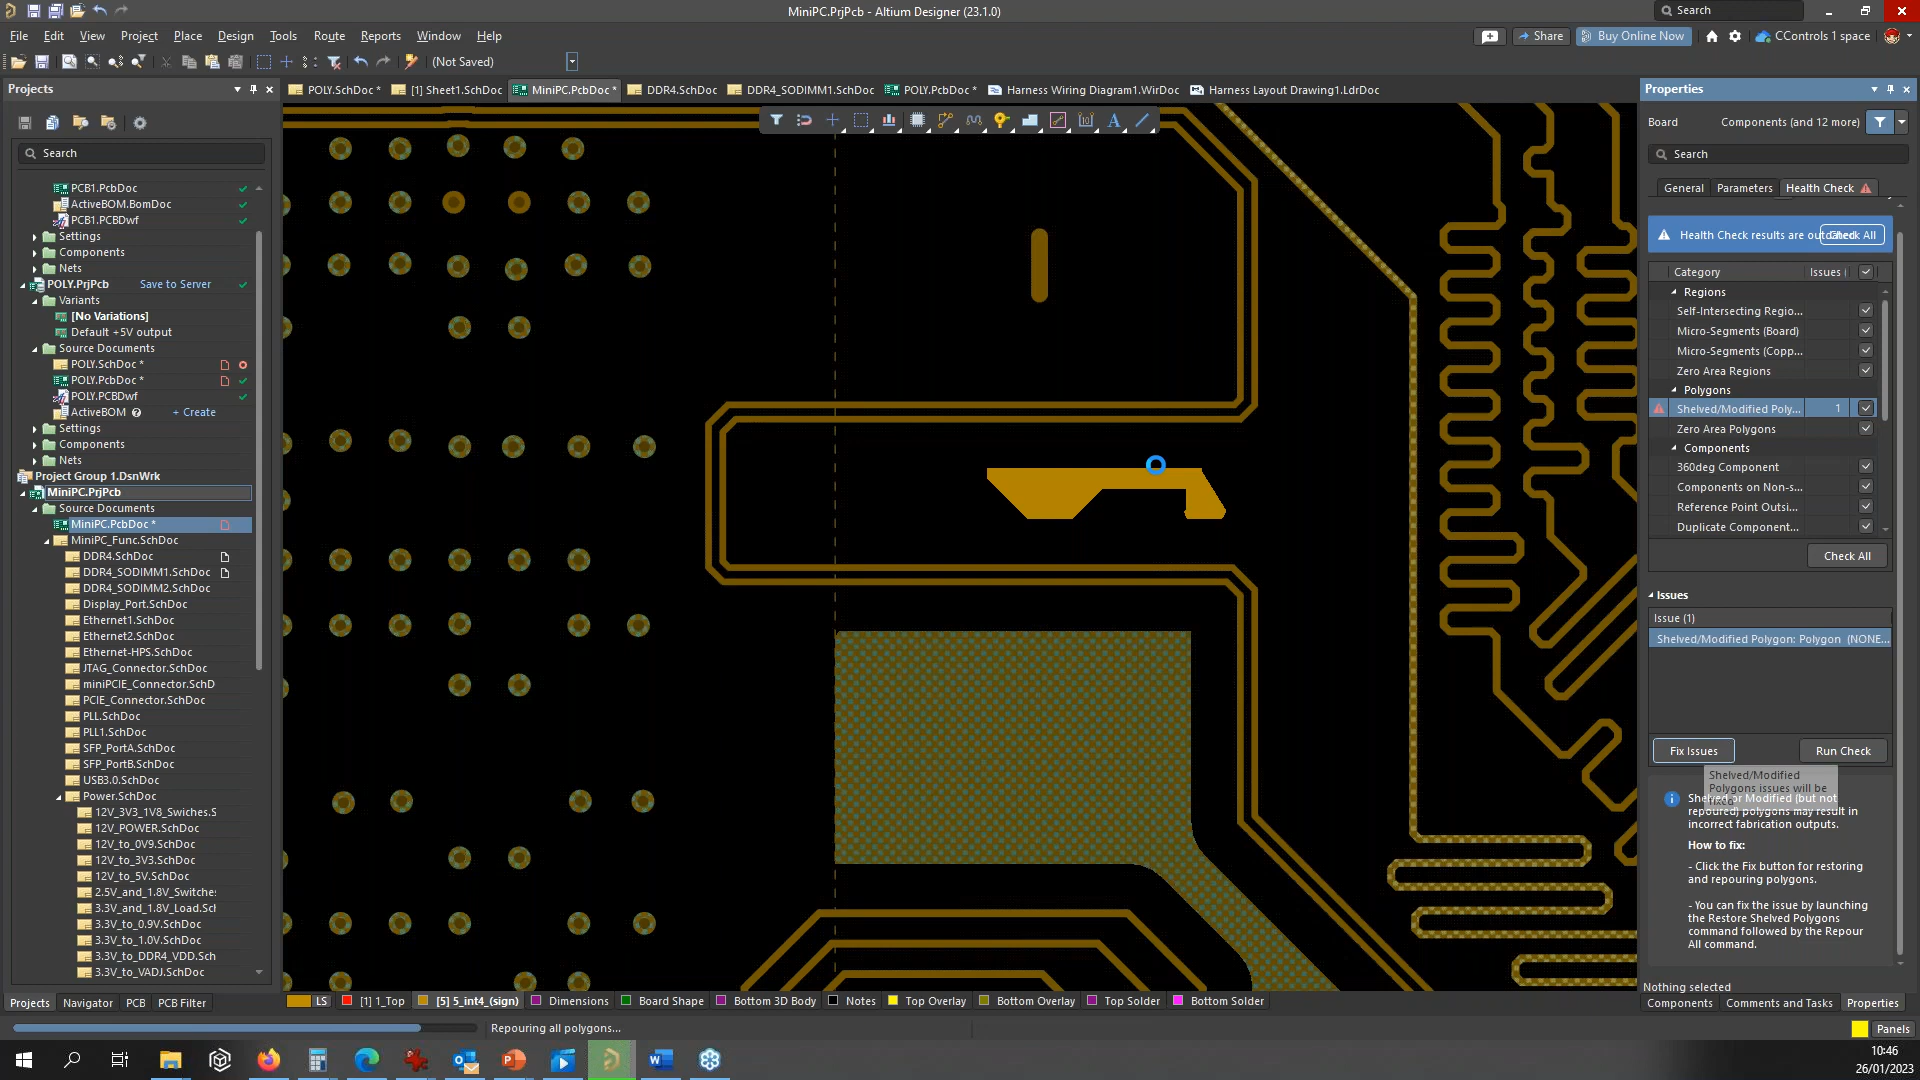 MiniPC.PrjPcb - Altium Designer (23.1.0)
Search
File Edit View Project Place Design Tools Route Reports Window Help
Share
Buy Online Now
CControls 1 space
(Not Saved)
Projects
POLY.SchDoc *
[1] Sheet1.SchDoc
MiniPC.PcbDoc *
DDR4.SchDoc
DDR4_SODIMM1.SchDoc
POLY.PcbDoc *
Harness Wiring Diagram1.WirDoc
Harness Layout Drawing1.LdrDoc
Search
PCB1.PcbDoc
ActiveBOM.BomDoc
PCB1.PCBDwf
Settings
Components
Nets
POLY.PrjPcb Save to Server
Variants
[No Variations]
Default +5V output
Source Documents
POLY.SchDoc *
POLY.PcbDoc *
POLY.PCBDwf
ActiveBOM + Create
Settings
Components
Nets
Project Group 1.DsnWrk
MiniPC.PrjPcb
Source Documents
MiniPC.PcbDoc *
MiniPC_Func.SchDoc
DDR4.SchDoc
DDR4_SODIMM1.SchDoc
DDR4_SODIMM2.SchDoc
Display_Port.SchDoc
Ethernet1.SchDoc
Ethernet2.SchDoc
Ethernet-HPS.SchDoc
JTAG_Connector.SchDoc
miniPCIE_Connector.SchD
PCIE_Connector.SchDoc
PLL.SchDoc
PLL1.SchDoc
SFP_PortA.SchDoc
SFP_PortB.SchDoc
USB3.0.SchDoc
Power.SchDoc
12V_3V3_1V8_Swiches.S
12V_POWER.SchDoc
12V_to_0V9.SchDoc
12V_to_3V3.SchDoc
12V_to_5V.SchDoc
2.5V_and_1.8V_Switche:
3.3V_and_1.8V_Load.Scl
3.3V_to_0.9V.SchDoc
3.3V_to_1.0V.SchDoc
3.3V_to_DDR4_VDD.Sch
3.3V_to_VADJ.SchDoc
Projects Navigator PCB PCB Filter
LS [1] 1_Top [5] 5_int4_(sign) Dimensions Board Shape Bottom 3D Body Notes Top Overlay Bottom Overlay Top Solder Bottom Solder
Properties
Board Components (and 12 more)
Search
General Parameters Health Check
Health Check results are out
Check All
Category Issues
Regions
Self-Intersecting Regio...
Micro-Segments (Board)
Micro-Segments (Copp...
Zero Area Regions
Polygons
Shelved/Modified Poly... 1
Zero Area Polygons
Components
360deg Component
Components on Non-s...
Reference Point Outsi...
Duplicate Component...
Check All
Issues
Issue (1)
Shelved/Modified Polygon: Polygon (NONE...
Fix Issues Run Check
Shelved/Modified
Polygons issues will be
Shelved or Modified (but not
repoured) polygons may result in
incorrect fabrication outputs.
How to fix:
- Click the Fix button for restoring
and repouring polygons.
- You can fix the issue by launching
the Restore Shelved Polygons
command followed by the Repour
All command.
Nothing selected
Components Comments and Tasks Properties
Repouring all polygons...
Panels
10:46
26/01/2023